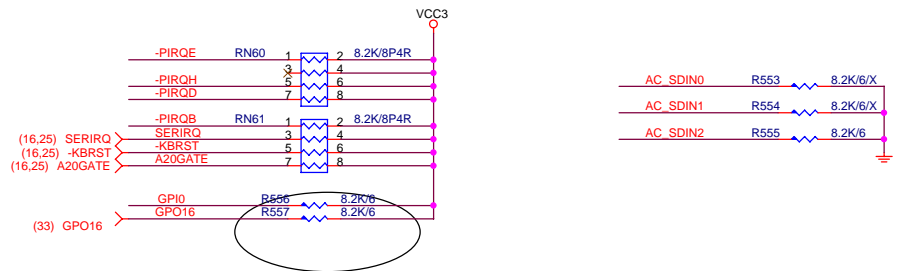 VCC3
-PIRQE RN60 1 2 8.2K/8P4R
3 4
-PIRQH 5 6
-PIRQD 7 8
-PIRQB RN61 1 2 8.2K/8P4R
(16,25) SERIRQ SERIRQ 3 4
(16,25) -KBRST -KBRST 5 6
(16,25) A20GATE A20GATE 7 8
GPI0 R556 8.2K/6
(33) GPO16 GPO16 R557 8.2K/6
AC_SDIN0 R553 8.2K/6/X
AC_SDIN1 R554 8.2K/6/X
AC_SDIN2 R555 8.2K/6